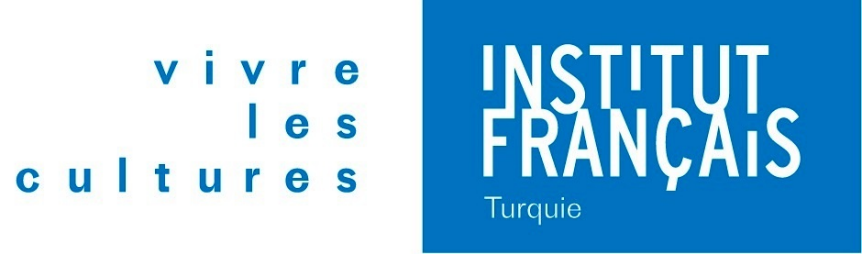 vivre
les
cultures
INSTITUT
FRANÇAiS
Turquie